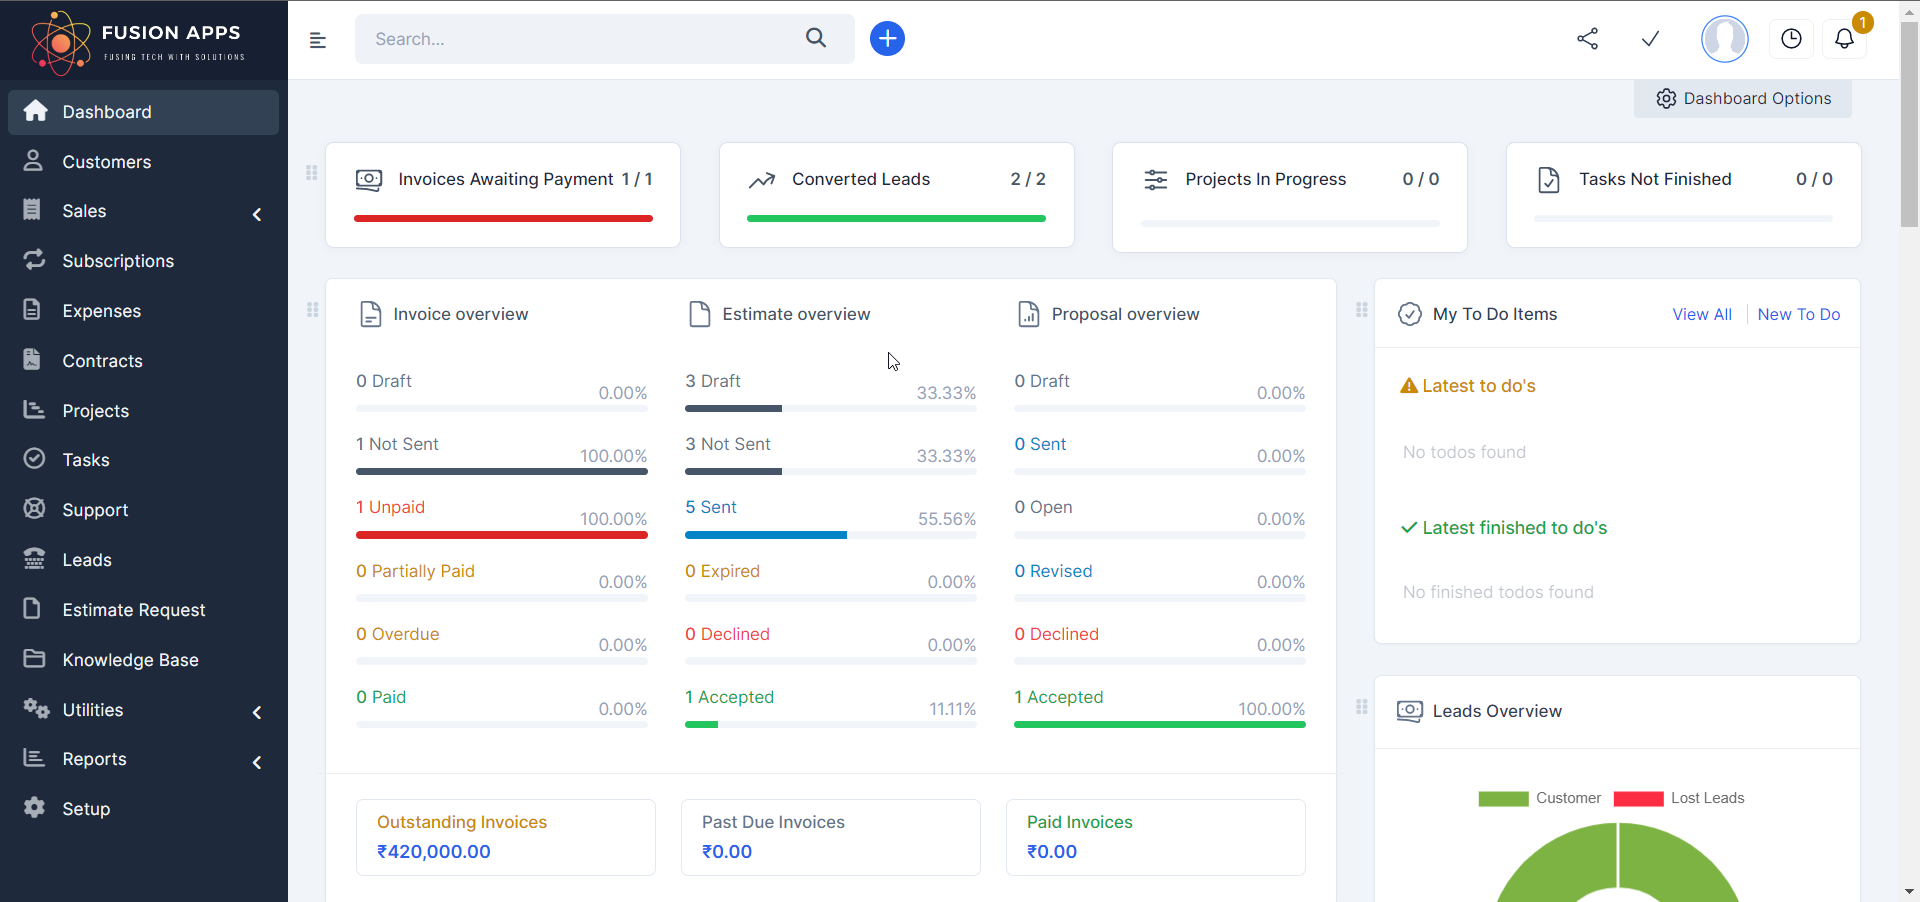 FUSION APPS
FUSING TECH WITH SOLUTIONS
Search...
1
Dashboard Options
Dashboard
Customers
Sales
Subscriptions
Expenses
Contracts
Projects
Tasks
Support
Leads
Estimate Request
Knowledge Base
Utilities
Reports
Setup
Invoices Awaiting Payment 1 / 1
Converted Leads 2 / 2
Projects In Progress 0 / 0
Tasks Not Finished 0 / 0
Invoice overview
0 Draft 0.00%
1 Not Sent 100.00%
1 Unpaid 100.00%
0 Partially Paid 0.00%
0 Overdue 0.00%
0 Paid 0.00%
Estimate overview
3 Draft 33.33%
3 Not Sent 33.33%
5 Sent 55.56%
0 Expired 0.00%
0 Declined 0.00%
1 Accepted 11.11%
Proposal overview
0 Draft 0.00%
0 Sent 0.00%
0 Open 0.00%
0 Revised 0.00%
0 Declined 0.00%
1 Accepted 100.00%
Outstanding Invoices
₹420,000.00
Past Due Invoices
₹0.00
Paid Invoices
₹0.00
My To Do Items View All New To Do
Latest to do's
No todos found
Latest finished to do's
No finished todos found
Leads Overview
Customer Lost Leads